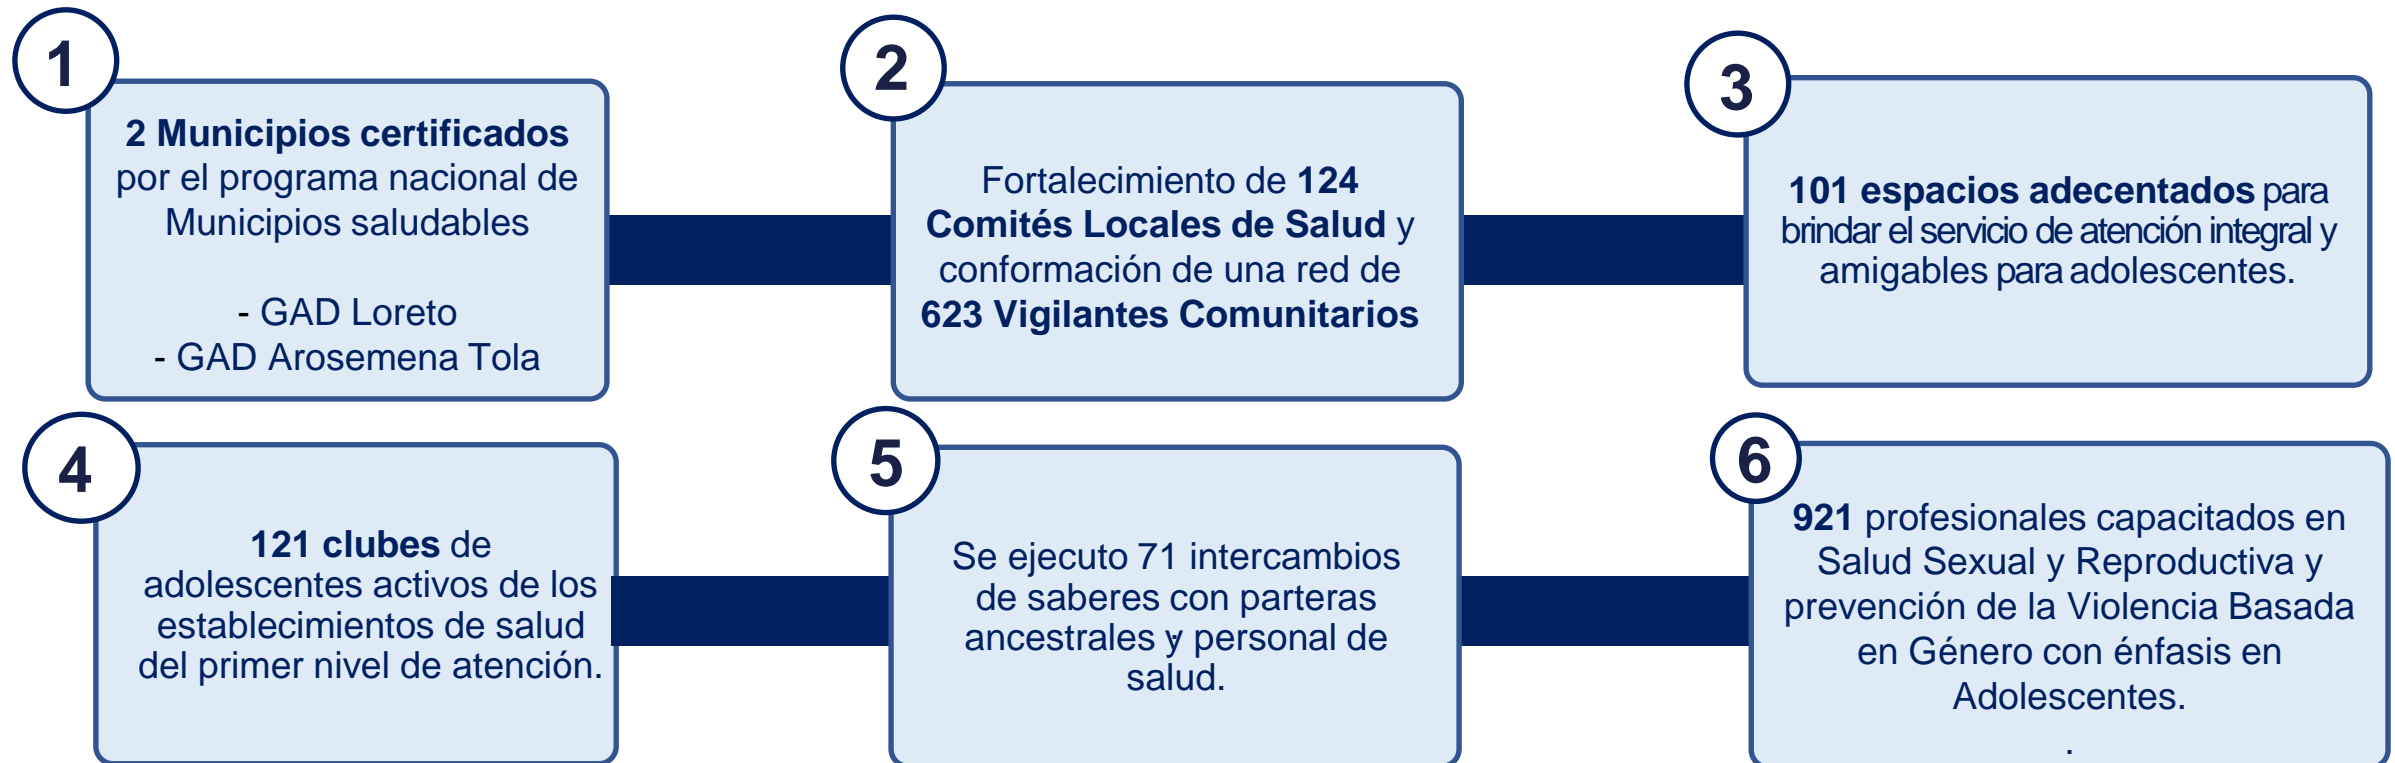 1
2 Municipios certificados
por el programa nacional de
Municipios saludables
- GAD Loreto
- GAD Arosemena Tola
2
Fortalecimiento de 124
Comités Locales de Salud y
conformación de una red de
623 Vigilantes Comunitarios
3
101 espacios adecentados para
brindar el servicio de atención integral y
amigables para adolescentes.
4
121 clubes de
adolescentes activos de los
establecimientos de salud
del primer nivel de atención.
5
Se ejecuto 71 intercambios
de saberes con parteras
ancestrales y personal de
salud.
6
921 profesionales capacitados en
Salud Sexual y Reproductiva y
prevención de la Violencia Basada
en Género con énfasis en
Adolescentes.
.